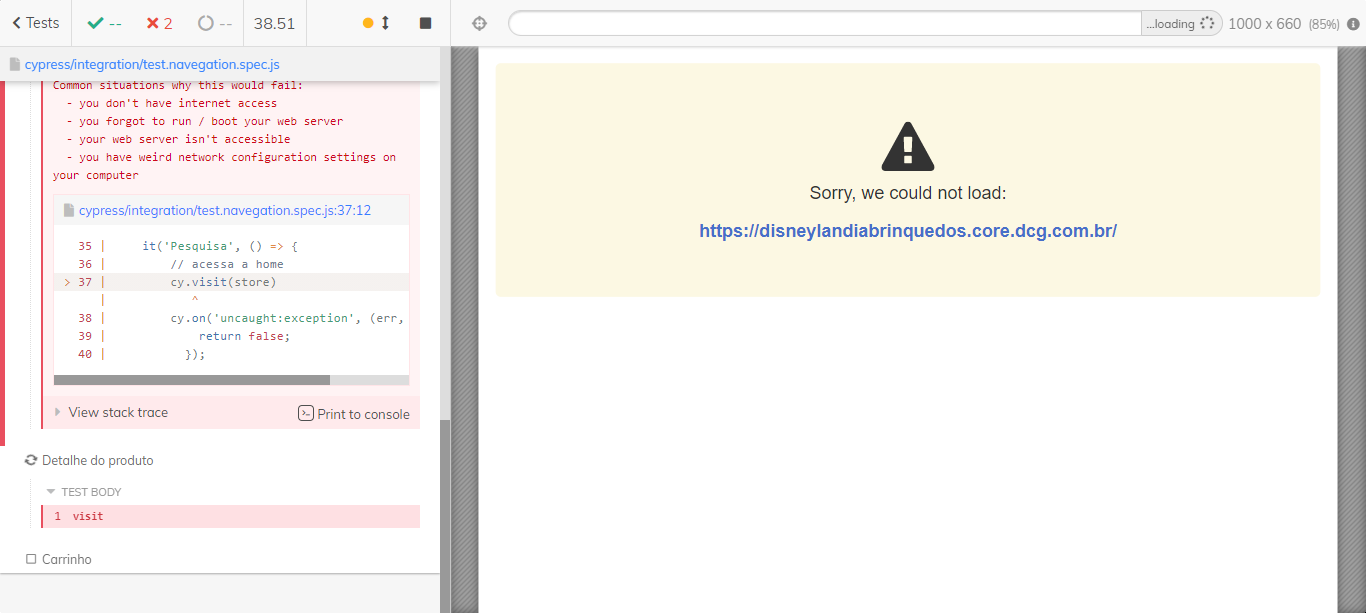 Tests
--
2
--
38.51
...loading
1000 x 660 (85%)
cypress/integration/test.navegation.spec.js
Common situations why this would fail:
- you don't have internet access
- you forgot to run / boot your web server
- your web server isn't accessible
- you have weird network configuration settings on
your computer
cypress/integration/test.navegation.spec.js:37:12
35 | it('Pesquisa', () => {
36 | // acessa a home
> 37 | cy.visit(store)
| ^
38 | cy.on('uncaught:exception', (err,
39 | return false;
40 | });
View stack trace
Print to console
Detalhe do produto
TEST BODY
1 visit
Carrinho
Sorry, we could not load:
https://disneylandiabrinquedos.core.dcg.com.br/